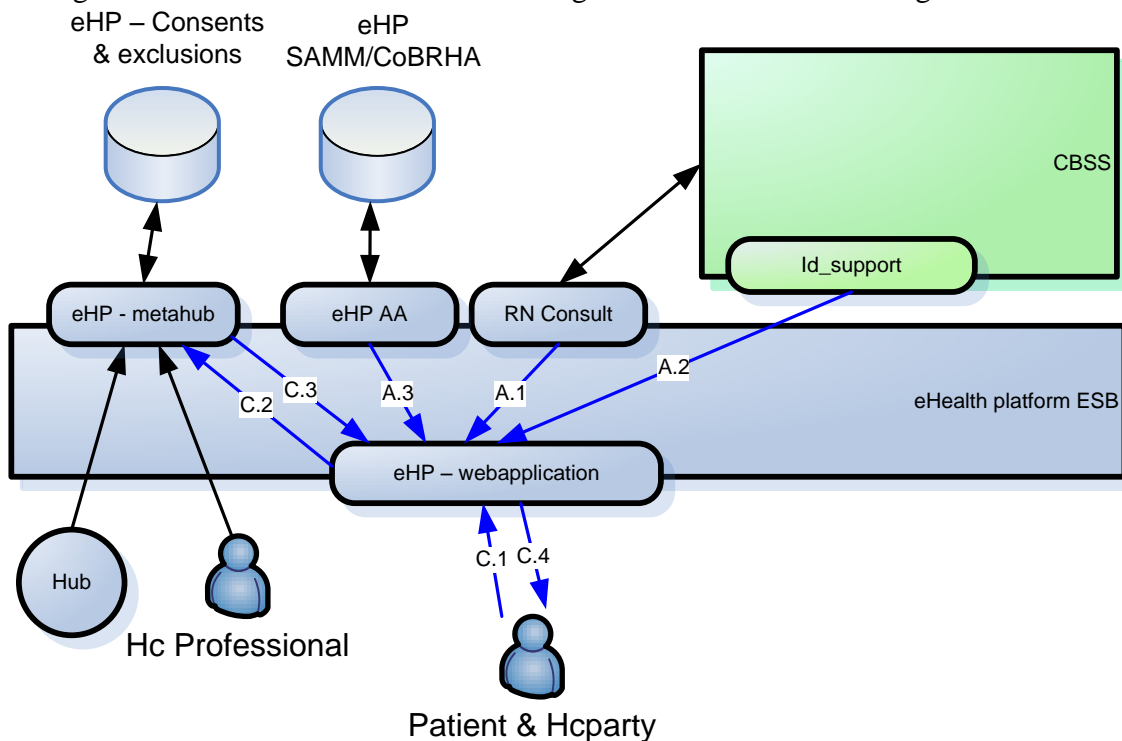 eHP – Consents
& exclusions
eHP
SAMM/CoBRHA
CBSS
Id_support
eHP - metahub
eHP AA
RN Consult
A.2
C.3
A.3
A.1
C.2
eHealth platform ESB
eHP – webapplication
C.1
C.4
Hub
Hc Professional
Patient & Hcparty